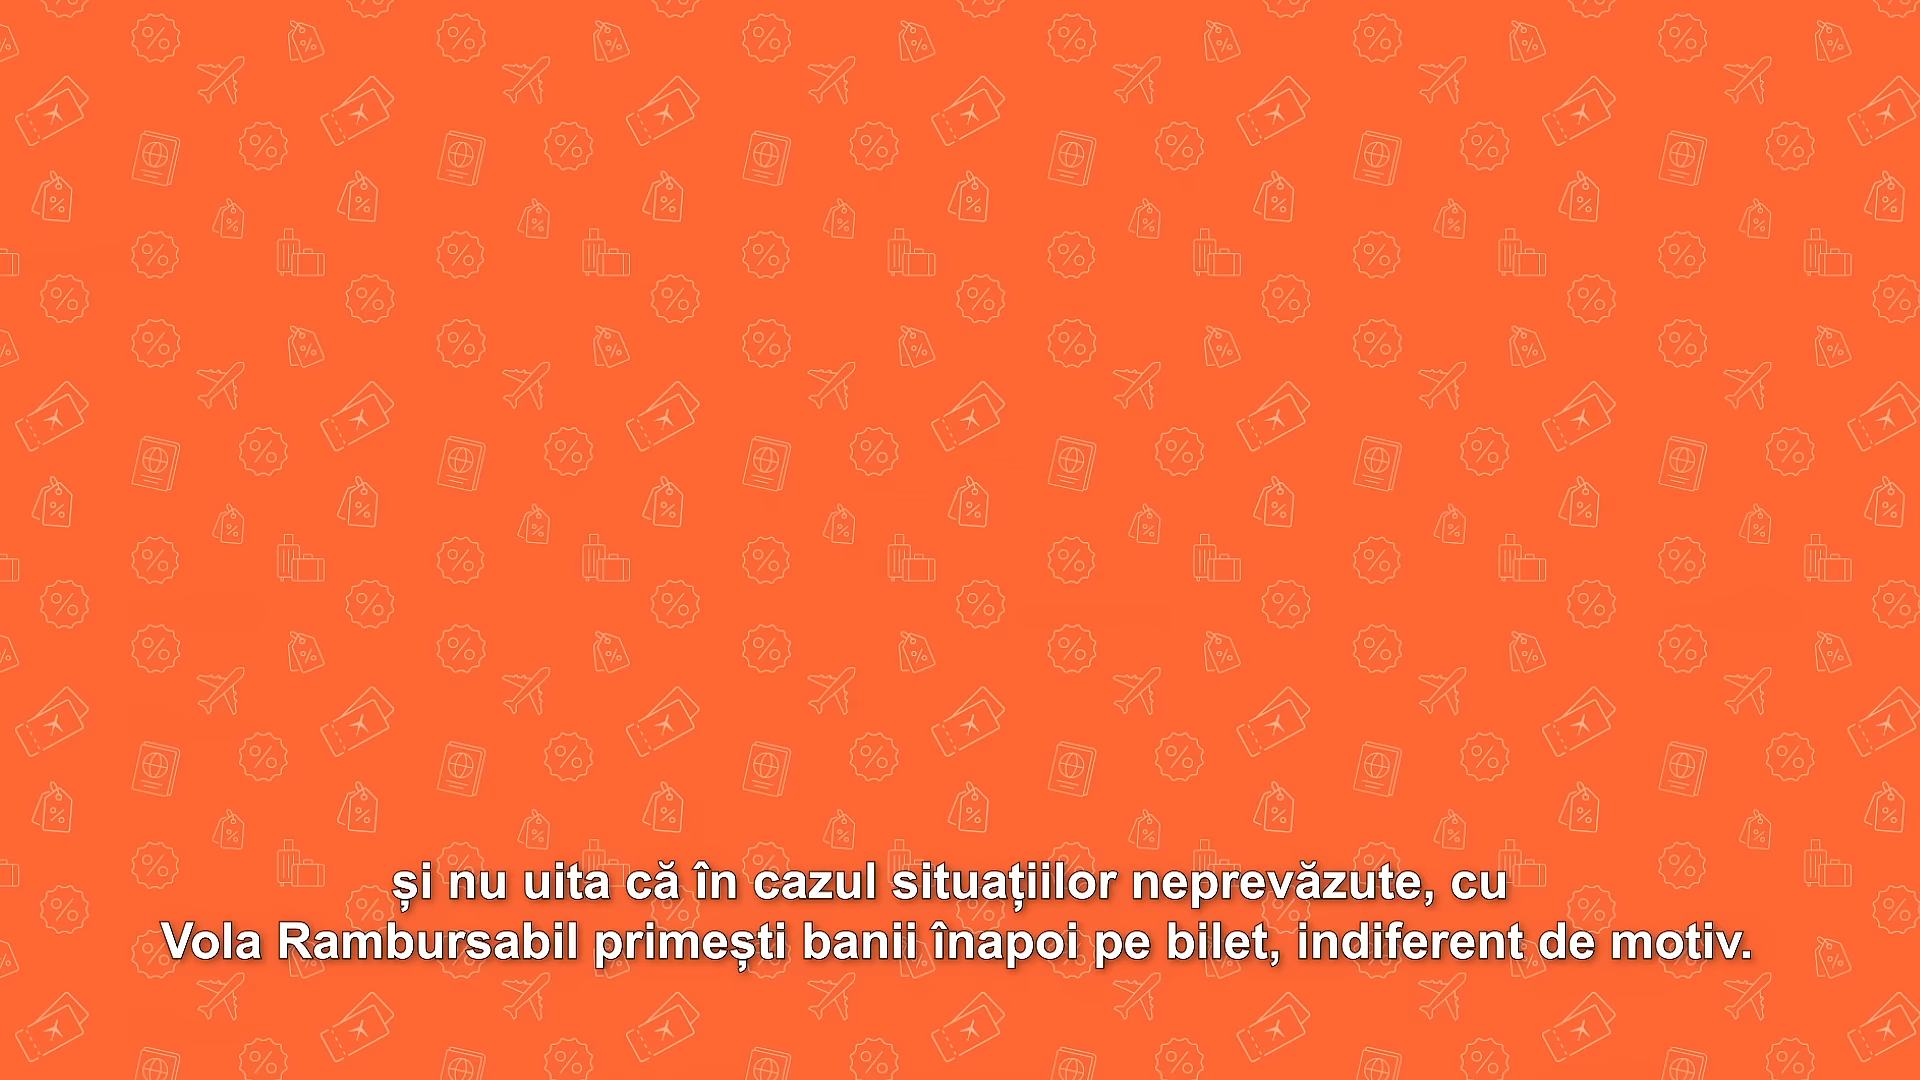 și nu uita că în cazul situațiilor neprevăzute, cu
Vola Rambursabil primești banii înapoi pe bilet, indiferent de motiv.